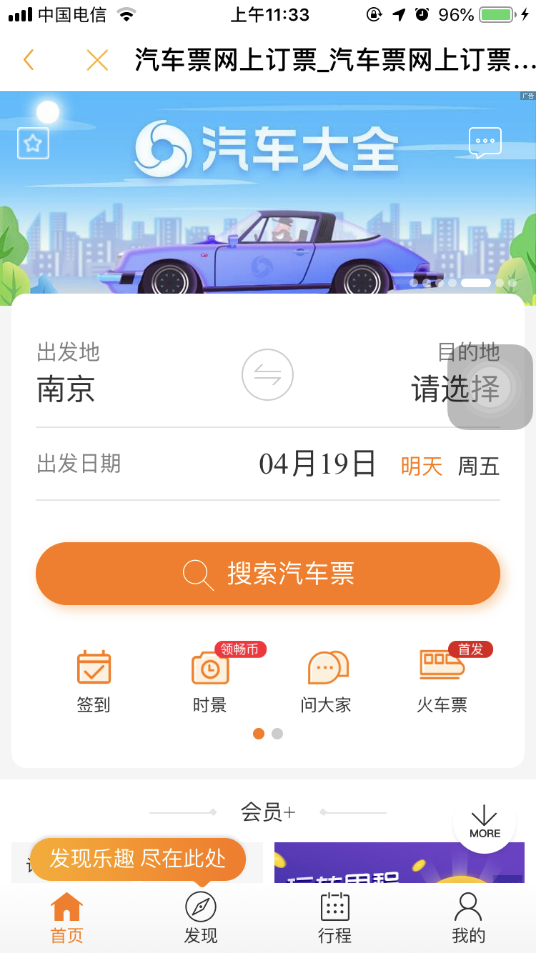 中国电信
上午11:33
96%
汽车票网上订票_汽车票网上订票...
广告
汽车大全
出发地
目的地
南京
请选择
出发日期
04月19日
明天
周五
搜索汽车票
领畅币
首发
签到
时景
问大家
火车票
会员+
MORE
发现乐趣 尽在此处
首页
发现
行程
我的